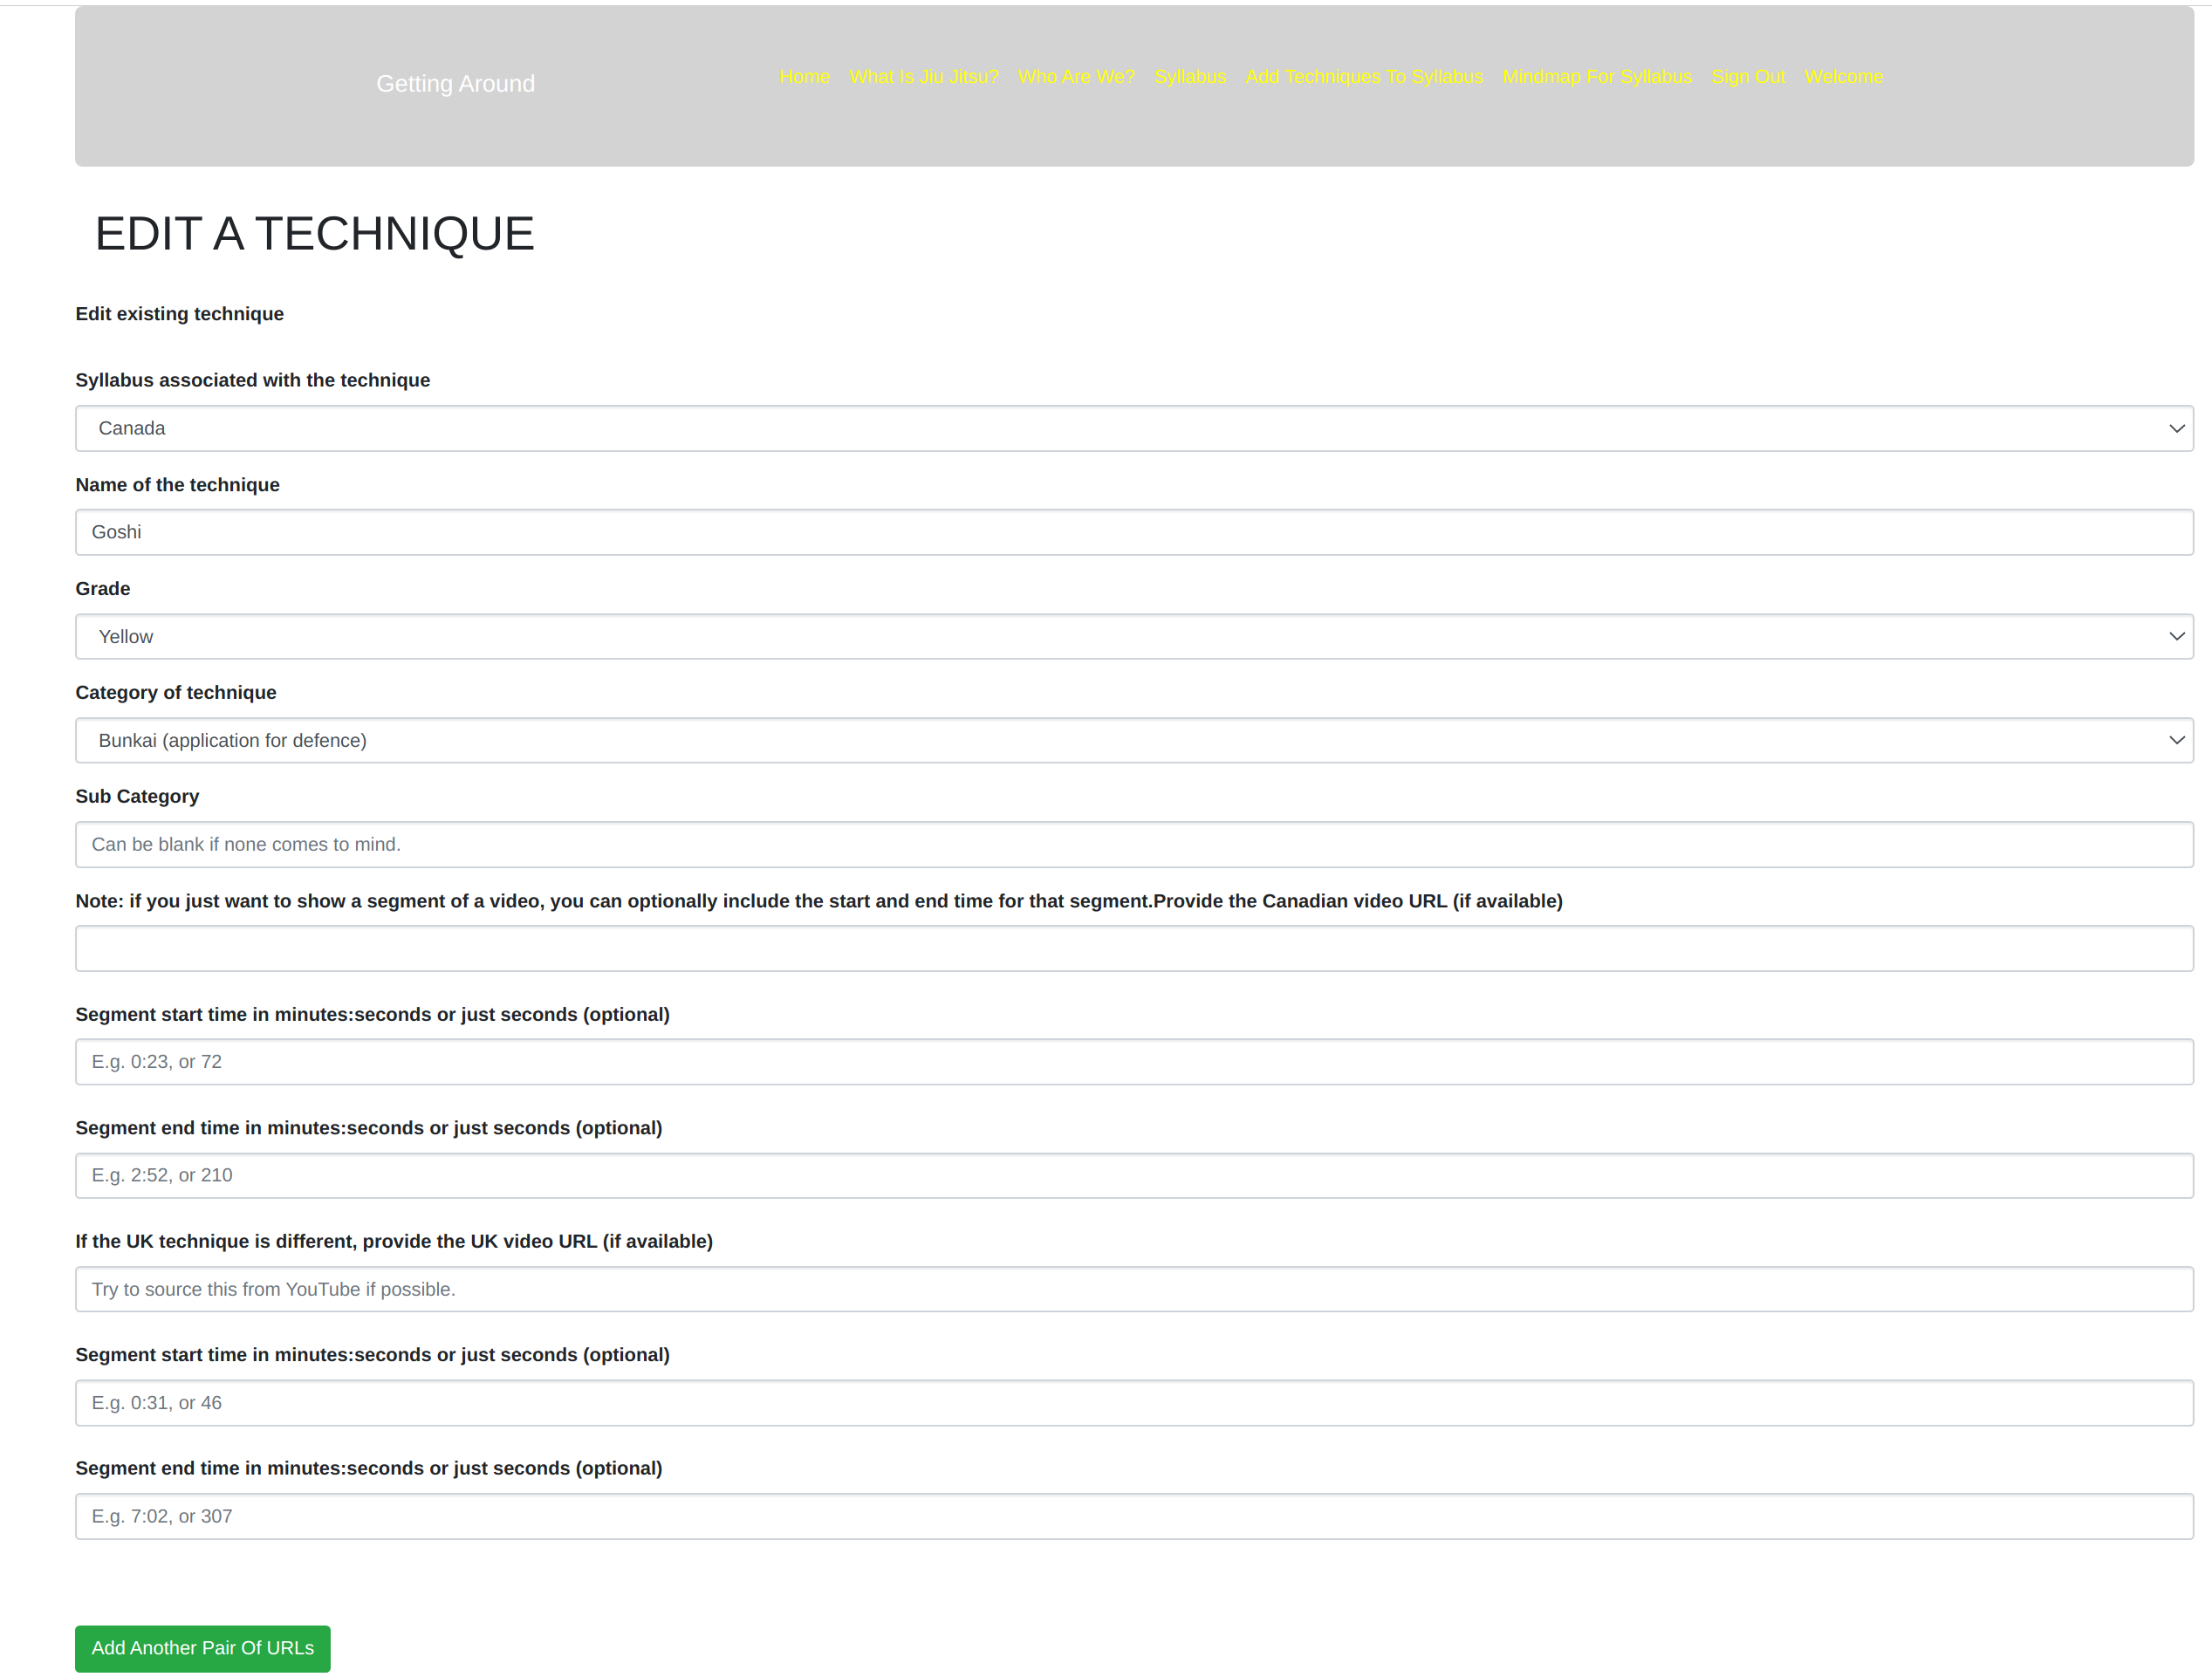 Getting Around
Home What Is Jiu Jitsu? Who Are We? Syllabus Add Techniques To Syllabus Mindmap For Syllabus Sign Out Welcome
EDIT A TECHNIQUE
Edit existing technique
Syllabus associated with the technique
Canada
Name of the technique
Goshi
Grade
Yellow
Category of technique
Bunkai (application for defence)
Sub Category
Can be blank if none comes to mind.
Note: if you just want to show a segment of a video, you can optionally include the start and end time for that segment.Provide the Canadian video URL (if available)
Segment start time in minutes:seconds or just seconds (optional)
E.g. 0:23, or 72
Segment end time in minutes:seconds or just seconds (optional)
E.g. 2:52, or 210
If the UK technique is different, provide the UK video URL (if available)
Try to source this from YouTube if possible.
Segment start time in minutes:seconds or just seconds (optional)
E.g. 0:31, or 46
Segment end time in minutes:seconds or just seconds (optional)
E.g. 7:02, or 307
Add Another Pair Of URLs